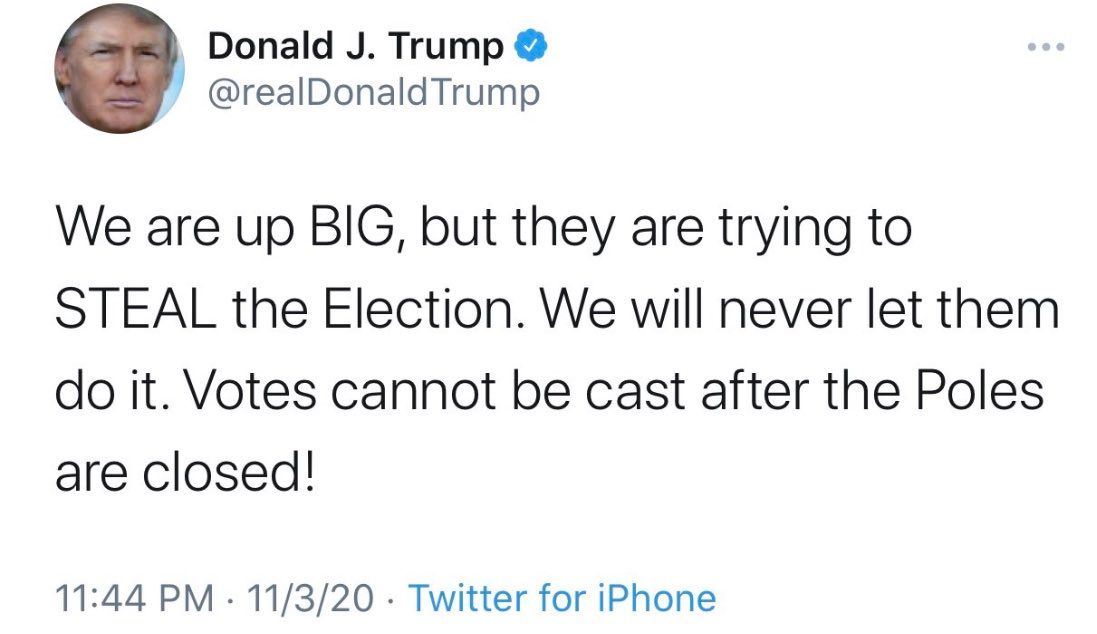 Donald J. Trump
@realDonaldTrump
We are up BIG, but they are trying to
STEAL the Election. We will never let them
do it. Votes cannot be cast after the Poles
are closed!
11:44 PM · 11/3/20 · Twitter for iPhone